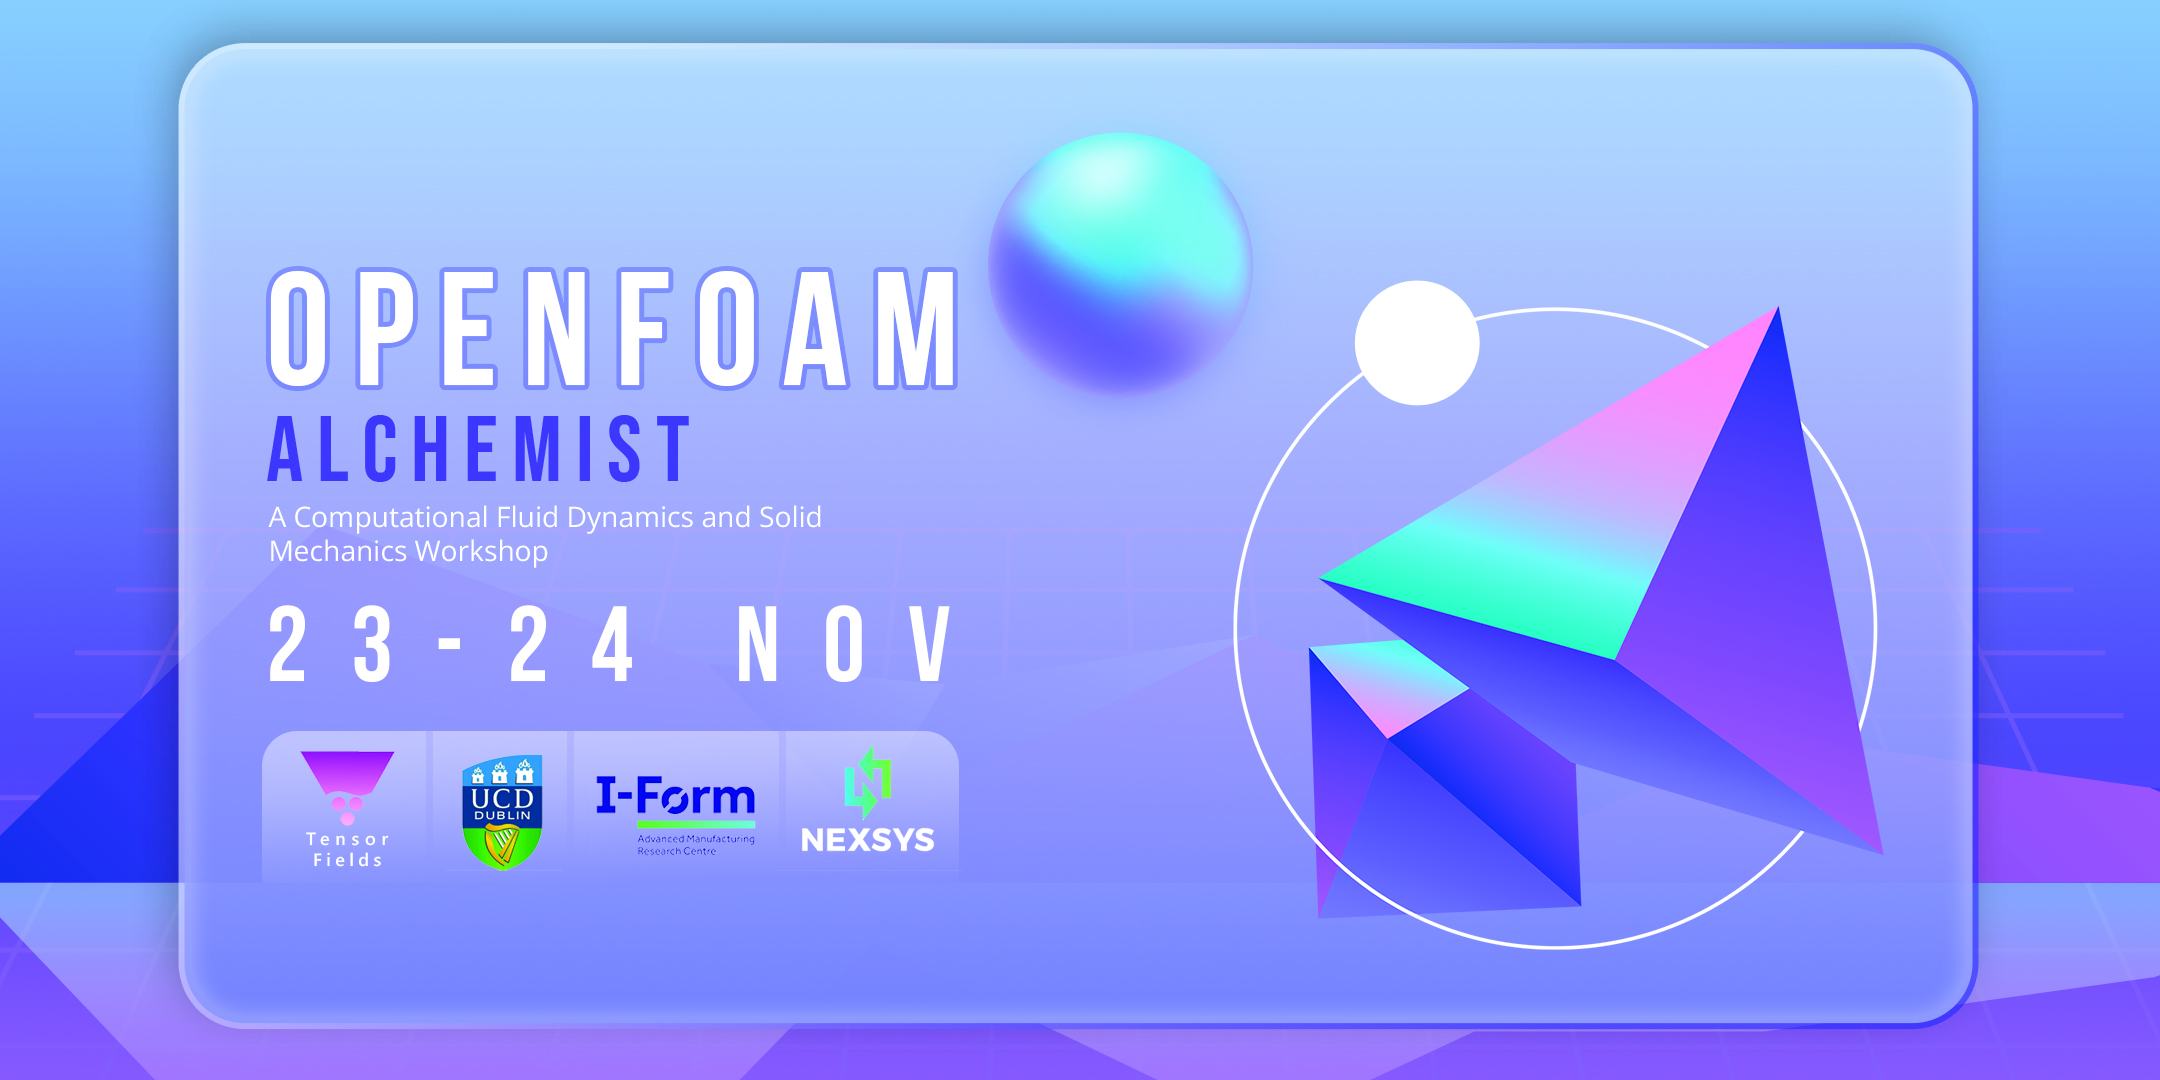 OPENFOAM
ALCHEMIST
A Computational Fluid Dynamics and Solid
Mechanics Workshop
23-24 NOV
Tensor
Fields
UCD
DUBLIN
I-Form
Advanced Manufacturing
Research Centre
NEXSYS